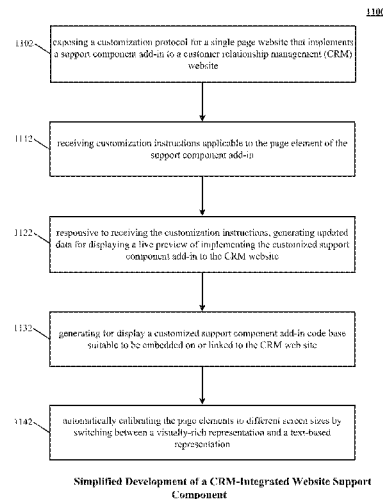 1100
1102
exposing a customization protocol for a single page website that implements
a support component add-in to a customer relationship management (CRM)
website
1112
receiving customization instructions applicable to the page element of the
support component add-in
1122
responsive to receiving the customization instructions, generating updated
data for displaying a live preview of implementing the customized support
component add-in to the CRM website
1132
generating for display a customized support component add-in code base
suitable to be embedded on or linked to the CRM web site
1142
automatically calibrating the page elements to different screen sizes by
switching between a visually-rich representation and a text-based
representation
Simplified Development of a CRM-Integrated Website Support
Component